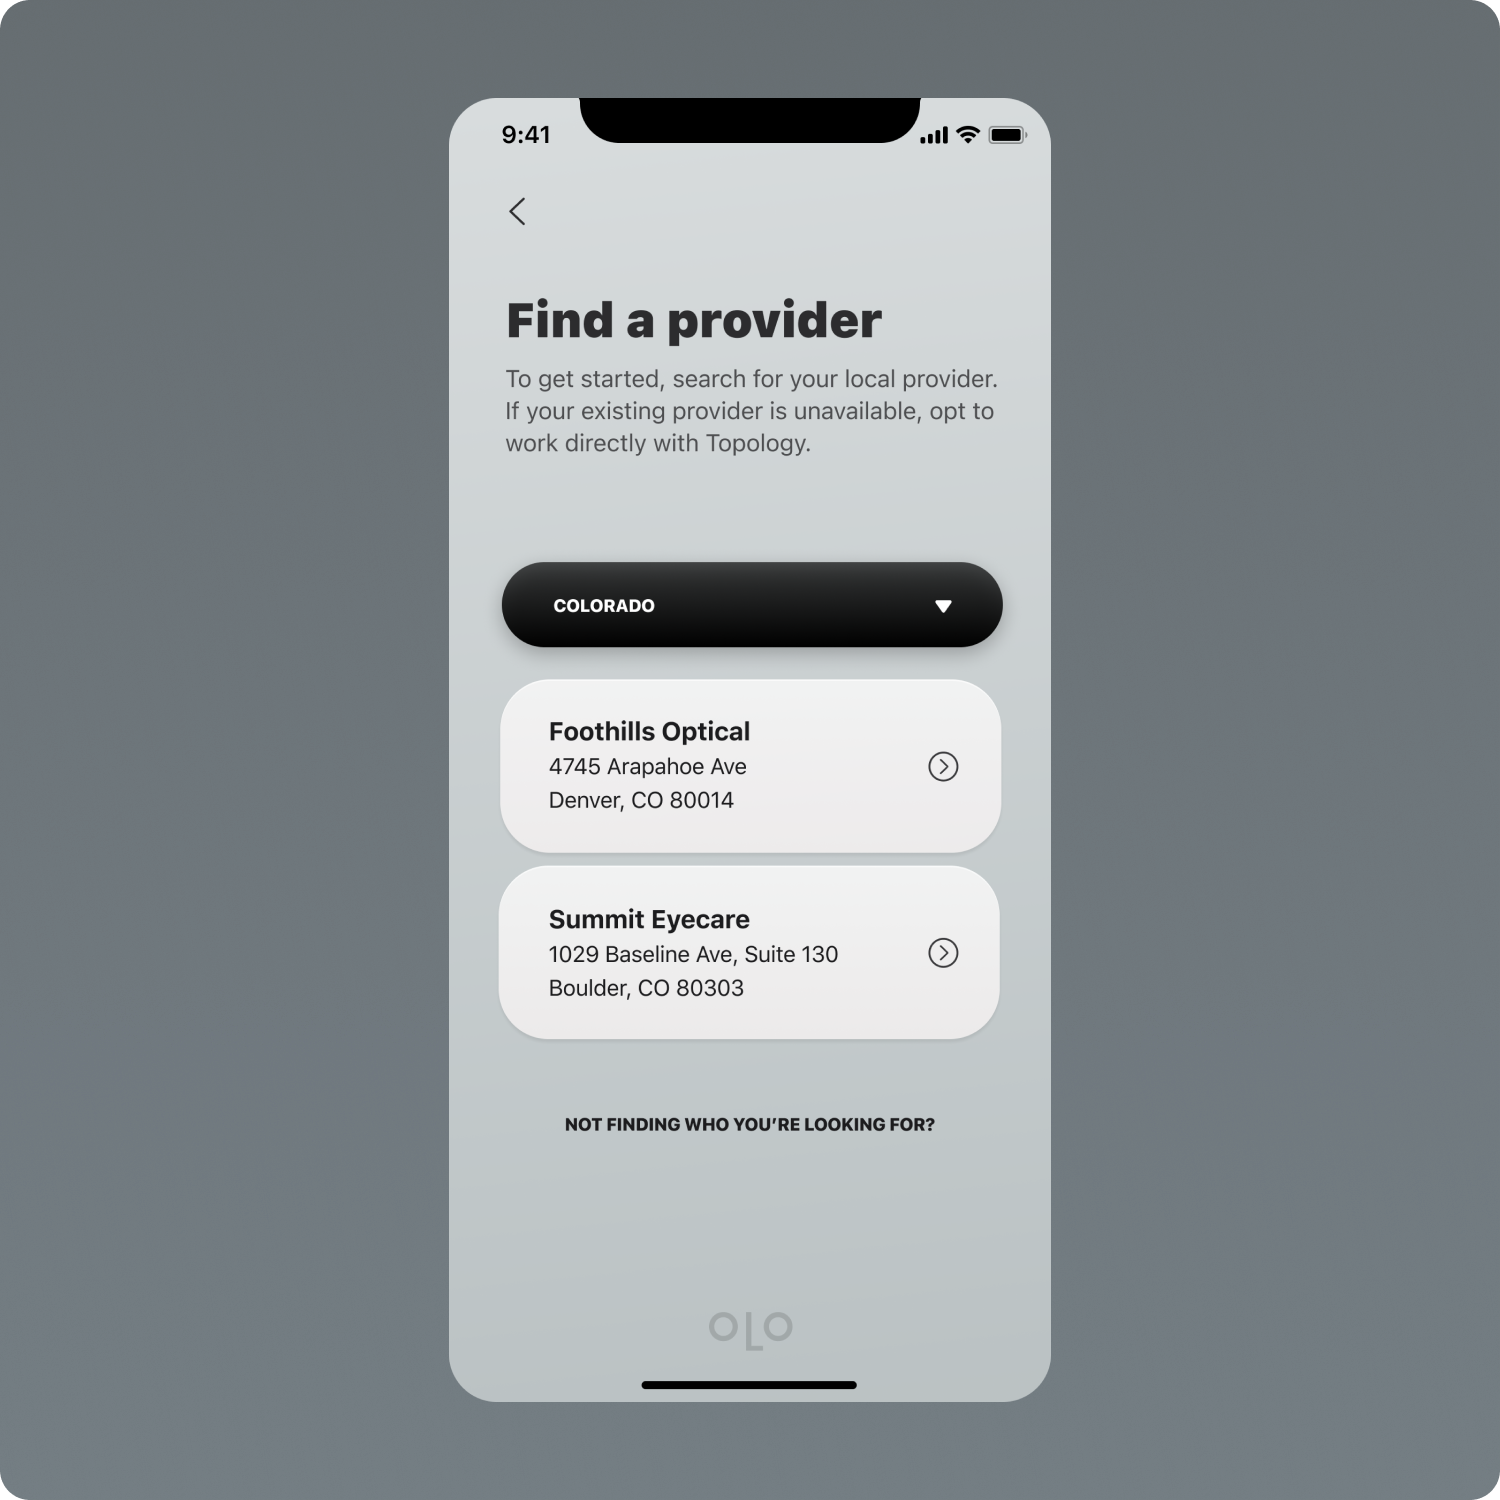 9:41
Find a provider
To get started, search for your local provider.
If your existing provider is unavailable, opt to
work directly with Topology.
COLORADO
Foothills Optical
4745 Arapahoe Ave
Denver, CO 80014
Summit Eyecare
1029 Baseline Ave, Suite 130
Boulder, CO 80303
NOT FINDING WHO YOU’RE LOOKING FOR?
OLO